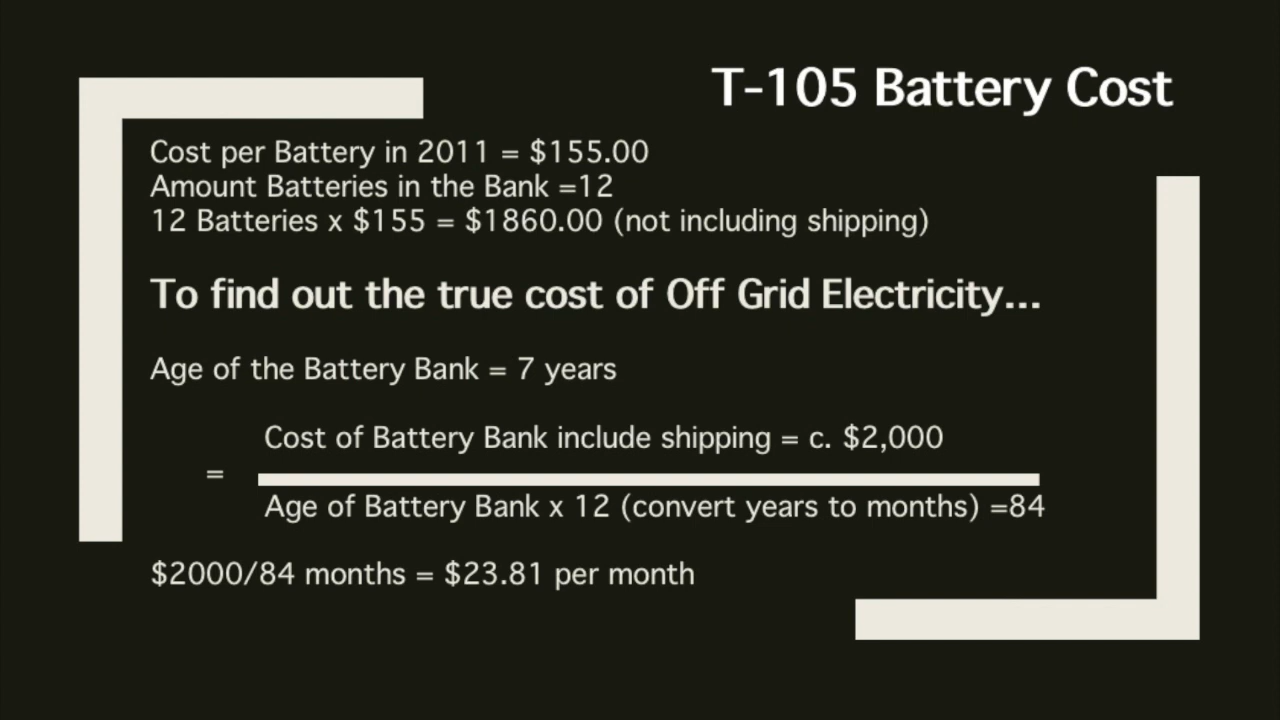 T-105 Battery Cost
Cost per Battery in 2011 = $155.00
Amount Batteries in the Bank =12
12 Batteries x $155 = $1860.00 (not including shipping)
To find out the true cost of Off Grid Electricity...
Age of the Battery Bank = 7 years
Cost of Battery Bank include shipping = c. $2,000
=
Age of Battery Bank x 12 (convert years to months) =84
$2000/84 months = $23.81 per month